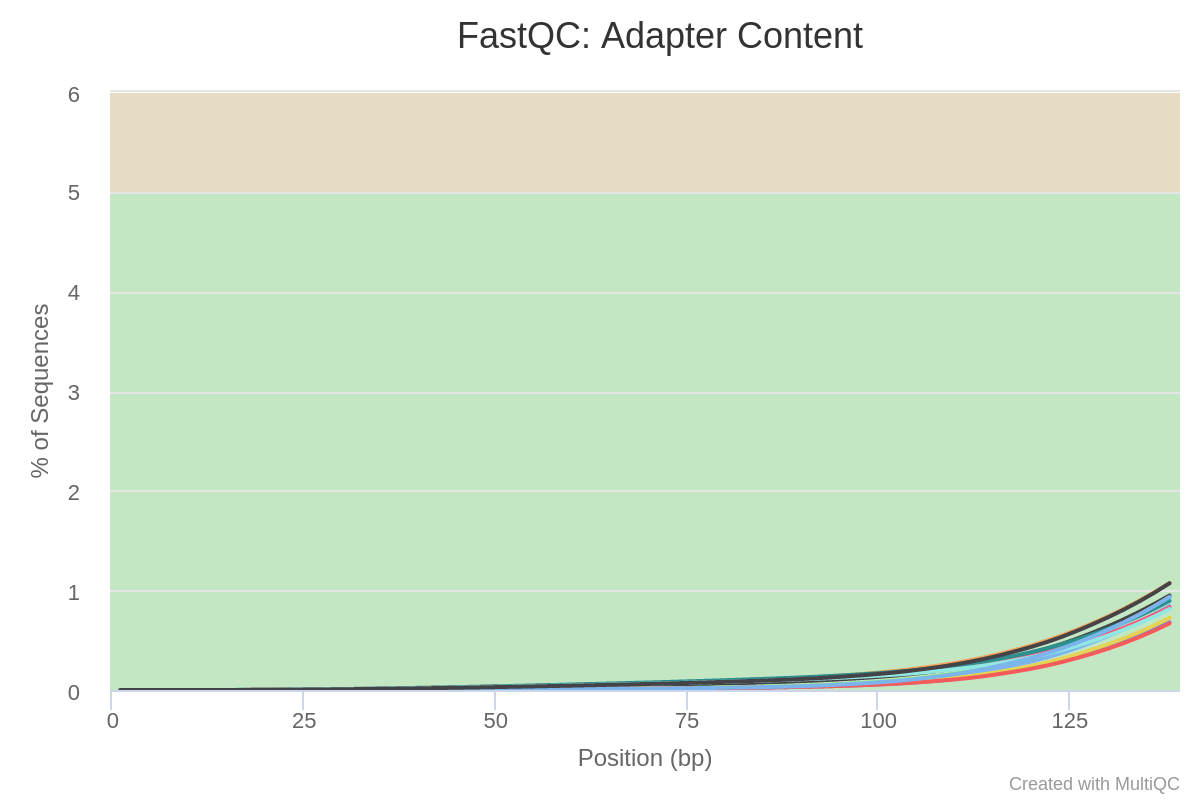 FastQC: Adapter Content
6
5
4
3
2
1
0
% of Sequences
0 25 50 75 100 125
Position (bp)
Created with MultiQC